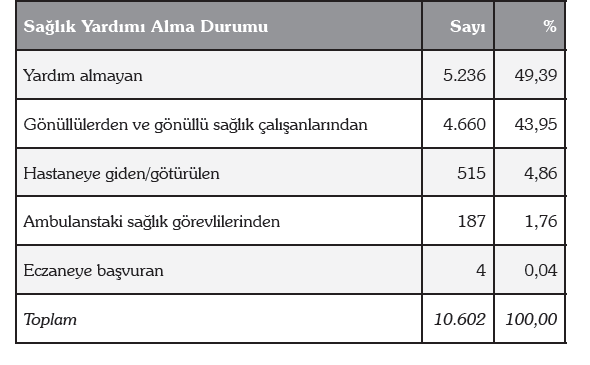 Sağlık Yardımı Alma Durumu Sayı %
Yardım almayan 5.236 49,39
Gönüllülerden ve gönüllü sağlık çalışanlarından 4.660 43,95
Hastaneye giden/götürülen 515 4,86
Ambulanstaki sağlık görevlilerinden 187 1,76
Eczaneye başvuran 4 0,04
Toplam 10.602 100,00